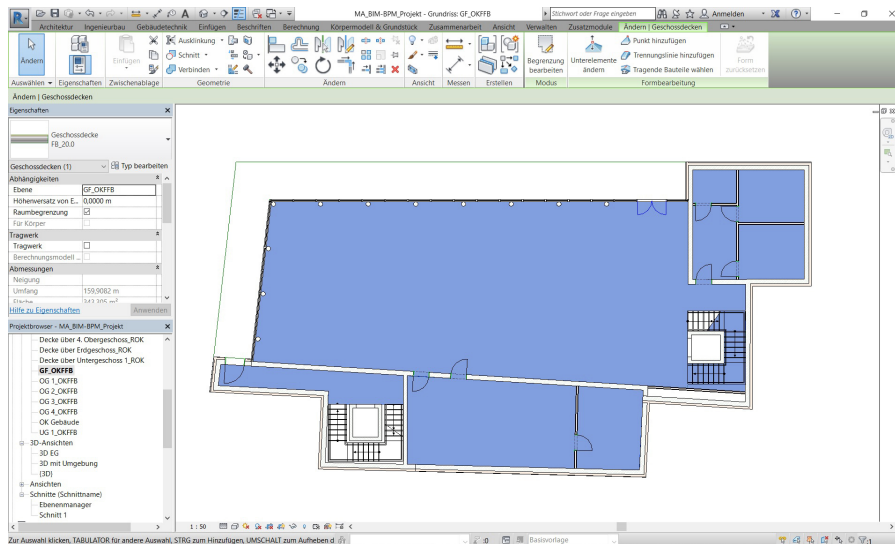 MA_BIM-BPM_Projekt - Grundriss: GF_OKFFB
Stichwort oder Frage eingeben
Anmelden
Architektur Ingenieurbau Gebäudetechnik Einfügen Beschriften Berechnung Körpermodell & Grundstück Zusammenarbeit Ansicht Verwalten Zusatzmodule Ändern | Geschossdecken
Ändern
Einfügen
Ausklinkung
Schnitt
Verbinden
Begrenzung bearbeiten
Unterelemente ändern
Punkt hinzufügen
Trennungslinie hinzufügen
Tragende Bauteile wählen
Form zurücksetzen
Auswählen Eigenschaften Zwischenablage Geometrie Ändern Ansicht Messen Erstellen Modus Formbearbeitung
Ändern | Geschossdecken
Eigenschaften X
Geschossdecke
FB_20.0
Geschossdecken (1) Typ bearbeiten
Abhängigkeiten
Ebene GF_OKFFB
Höhenversatz von E... 0,0000 m
Raumbegrenzung
Für Körper
Tragwerk
Tragwerk
Berechnungsmodell ...
Abmessungen
Neigung
Umfang 159,9082 m
Fläche 343,305 m²
Hilfe zu Eigenschaften Anwenden
Projektbrowser - MA_BIM-BPM_Projekt X
Decke über 4. Obergeschoss_ROK
Decke über Erdgeschoss_ROK
Decke über Untergeschoss 1_ROK
GF_OKFFB
OG 1_OKFFB
OG 2_OKFFB
OG 3_OKFFB
OG 4_OKFFB
OK Gebäude
UG 1_OKFFB
3D-Ansichten
3D EG
3D mit Umgebung
{3D}
Ansichten
Schnitte (Schnittname)
Ebenenmanager
Schnitt 1
1 : 50
Zur Auswahl klicken, TABULATOR für andere Auswahl, STRG zum Hinzufügen, UMSCHALT zum Aufheben d
:0
Basisvorlage
:1